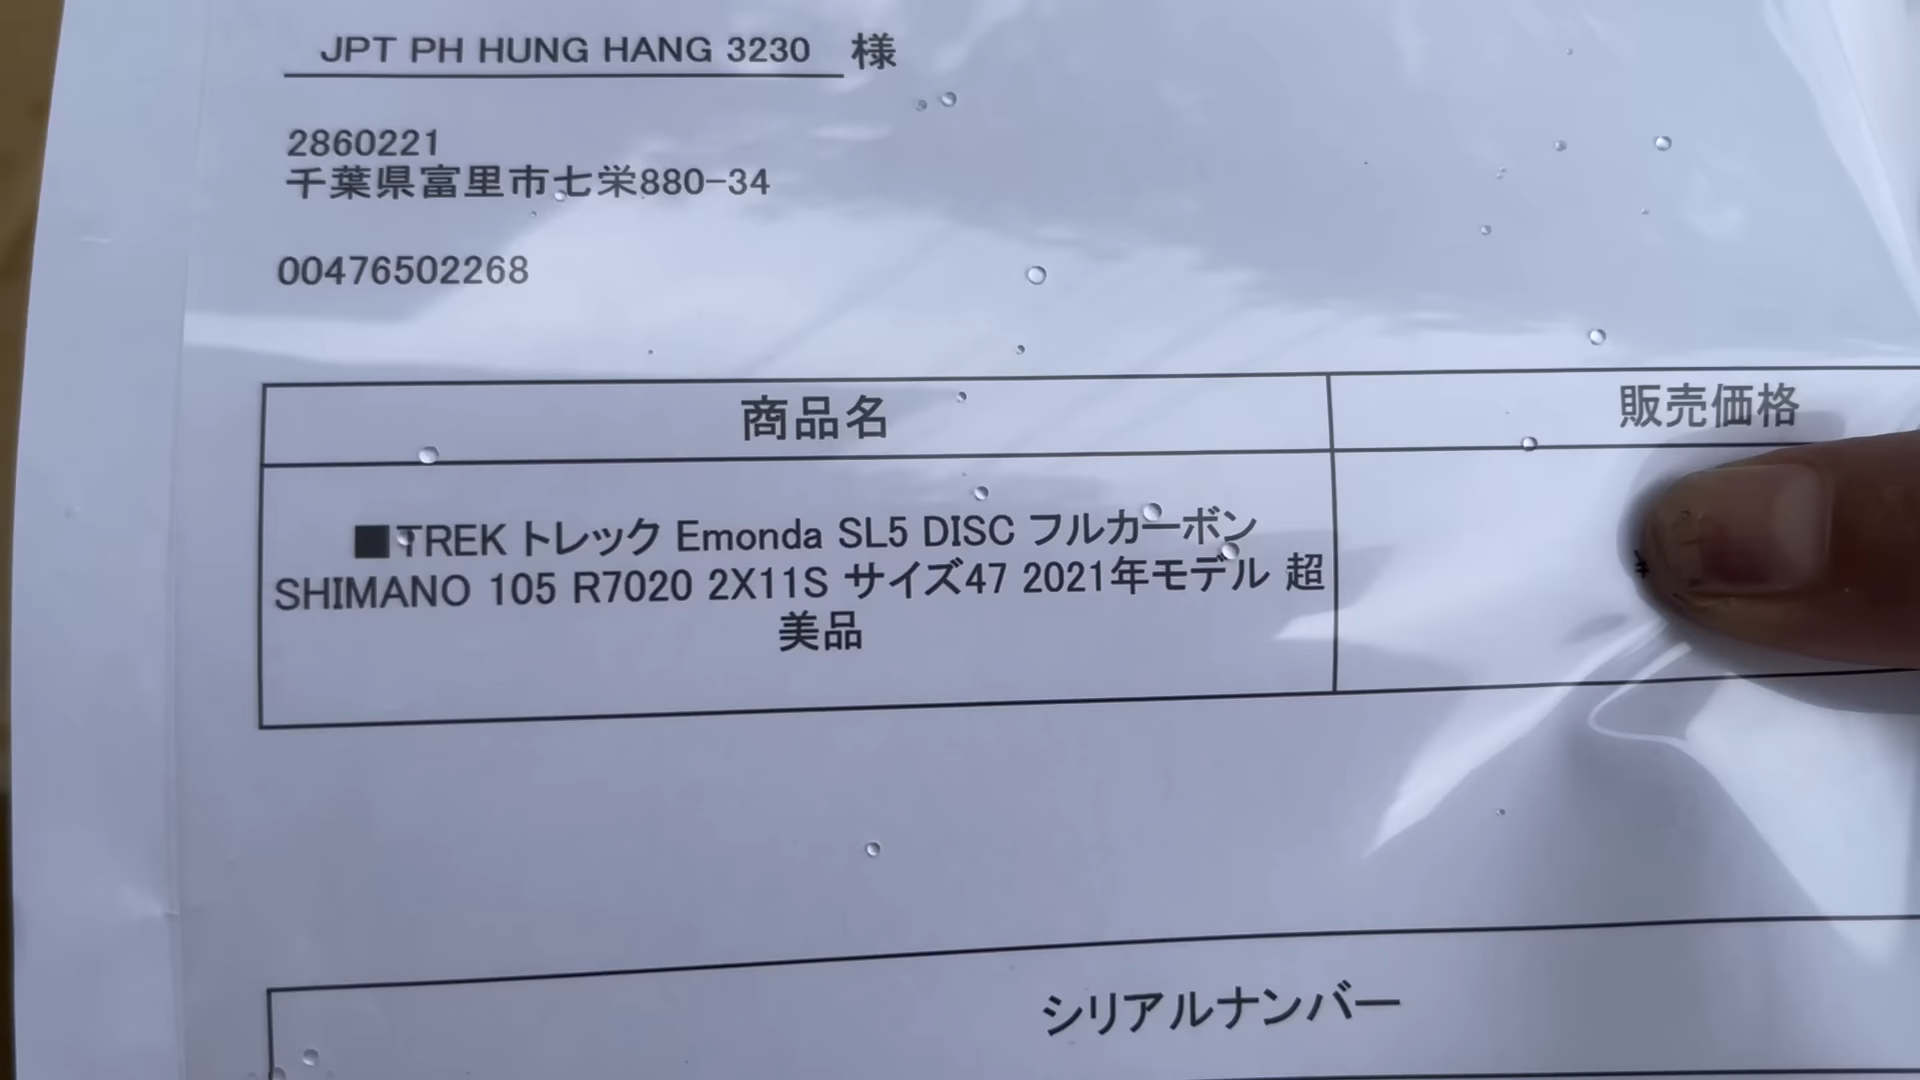 JPT PH HUNG HANG 3230 様
2860221
千葉県富里市七栄880-34
00476502268
商品名
販売価格
■TREK トレック Emonda SL5 DISC フルカーボン
SHIMANO 105 R7020 2X11S サイズ47 2021年モデル 超
美品
¥
シリアルナンバー